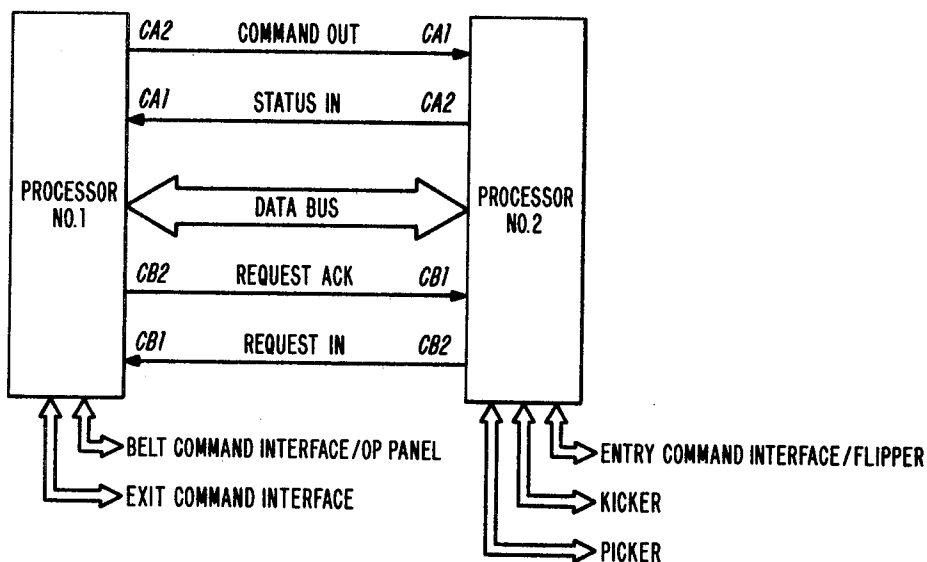 CA2 COMMAND OUT CA1
CA1 STATUS IN CA2
PROCESSOR
NO.1
DATA BUS
PROCESSOR
NO.2
CB2 REQUEST ACK CB1
CB1 REQUEST IN CB2
BELT COMMAND INTERFACE/OP PANEL
EXIT COMMAND INTERFACE
ENTRY COMMAND INTERFACE/FLIPPER
KICKER
PICKER